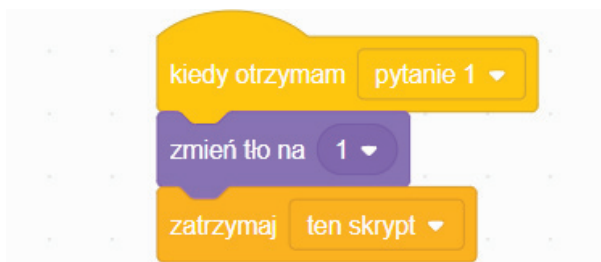 kiedy otrzymam pytanie 1
zmień tło na 1
zatrzymaj ten skrypt